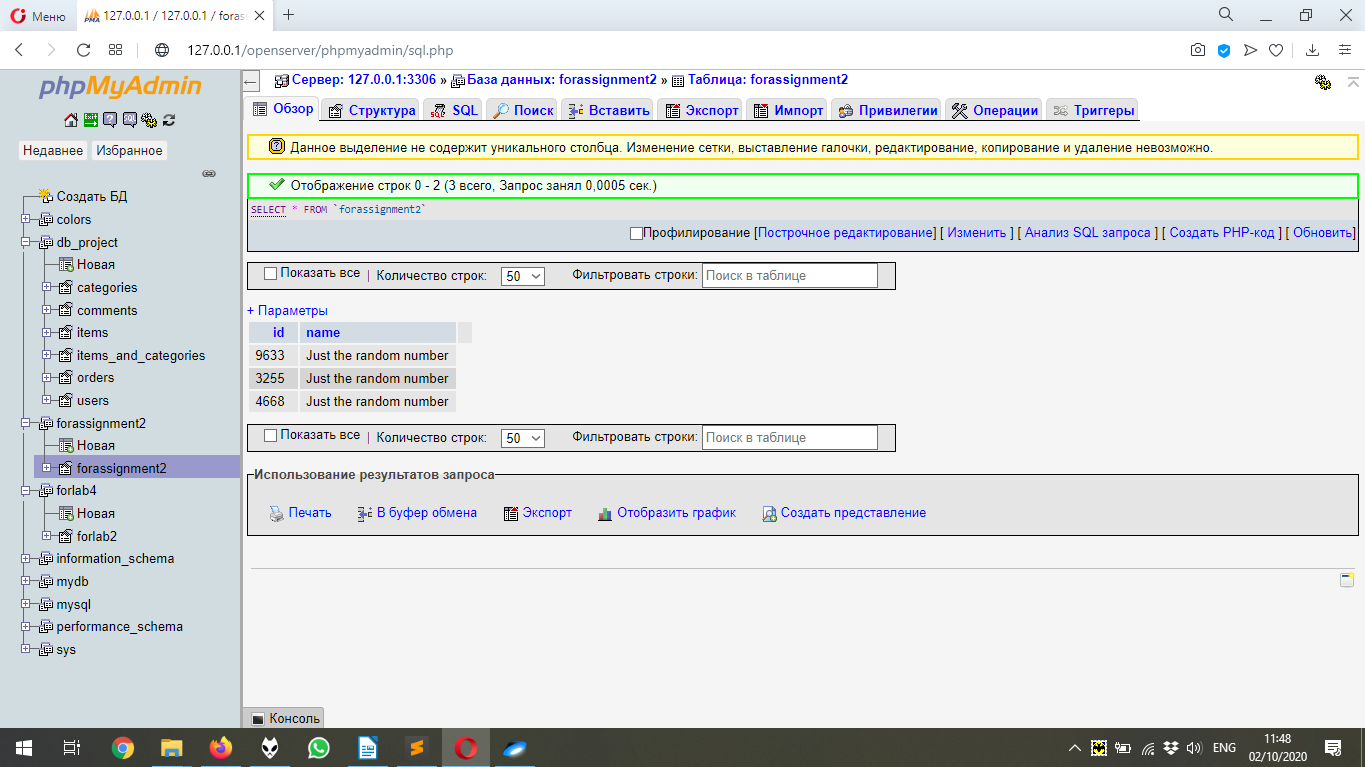 Меню
127.0.0.1 / 127.0.0.1 / foras
127.0.0.1/openserver/phpmyadmin/sql.php
phpMyAdmin
Недавнее Избранное
Создать БД
colors
db_project
Новая
categories
comments
items
items_and_categories
orders
users
forassignment2
Новая
forassignment2
forlab4
Новая
forlab2
information_schema
mydb
mysql
performance_schema
sys
Сервер: 127.0.0.1:3306 » База данных: forassignment2 » Таблица: forassignment2
Обзор Структура SQL Поиск Вставить Экспорт Импорт Привилегии Операции Триггеры
Данное выделение не содержит уникального столбца. Изменение сетки, выставление галочки, редактирование, копирование и удаление невозможно.
Отображение строк 0 - 2 (3 всего, Запрос занял 0,0005 сек.)
SELECT * FROM `forassignment2`
Профилирование [Построчное редактирование] [ Изменить ] [ Анализ SQL запроса ] [ Создать PHP-код ] [ Обновить]
Показать все | Количество строк: 50 Фильтровать строки: Поиск в таблице
+ Параметры
id name
9633 Just the random number
3255 Just the random number
4668 Just the random number
Показать все | Количество строк: 50 Фильтровать строки: Поиск в таблице
Использование результатов запроса
Печать В буфер обмена Экспорт Отобразить график Создать представление
Консоль
ENG
11:48
02/10/2020